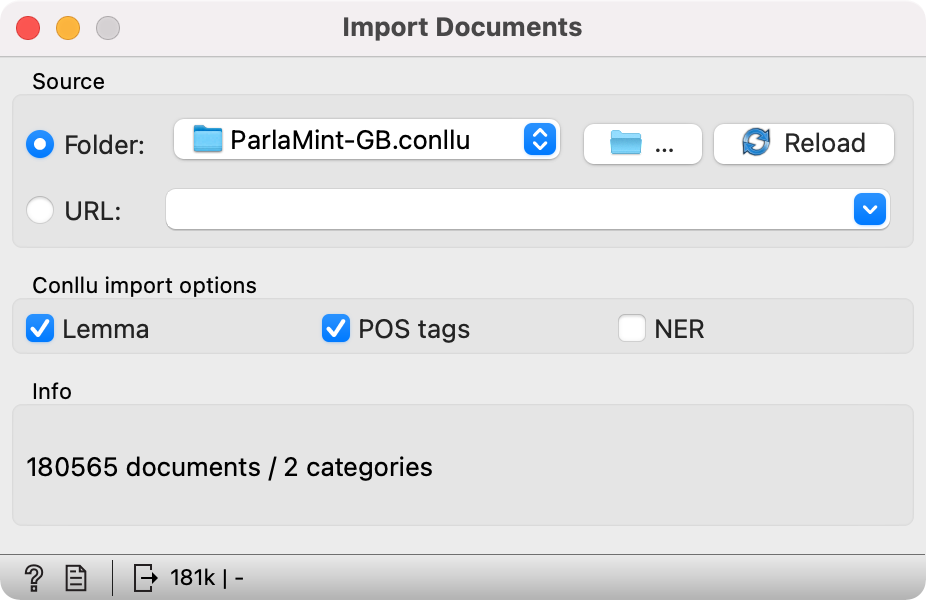 Import Documents
Source
Folder: ParlaMint-GB.conllu ... Reload
URL:
Conllu import options
Lemma POS tags NER
Info
180565 documents / 2 categories
? 181k | -